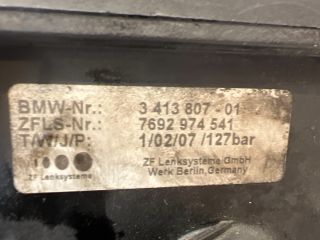 BMW-Nr.: 3 413 807 - 01
ZFLS-Nr.: 7692 974 541
T/W/J/P: 1/02/07 /127bar
ZF Lenksysteme
ZF Lenksysteme GmbH
Werk Berlin,Germany